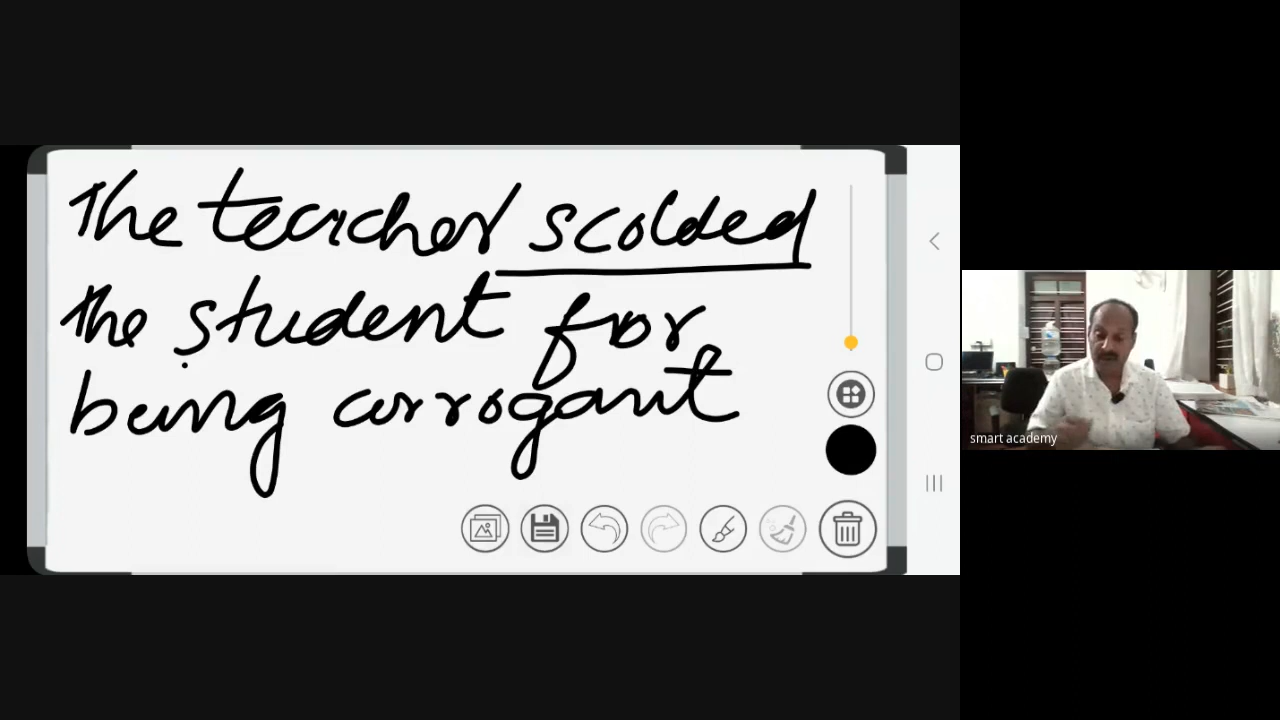 The teacher scolded
the student for
being arrogant
smart academy